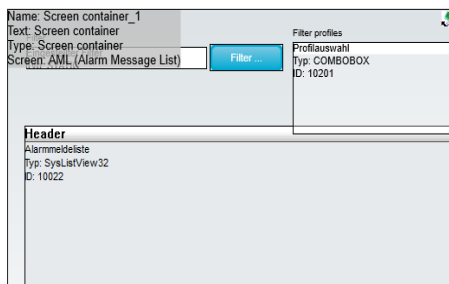 Name: Screen container_1
Text: Screen container
Type: Screen container
Screen: AML (Alarm Message List)
Filter ...
Filter profiles
Profilauswahl
Typ: COMBOBOX
ID: 10201
Header
Alarmmeldeliste
Typ: SysListView32
ID: 10022